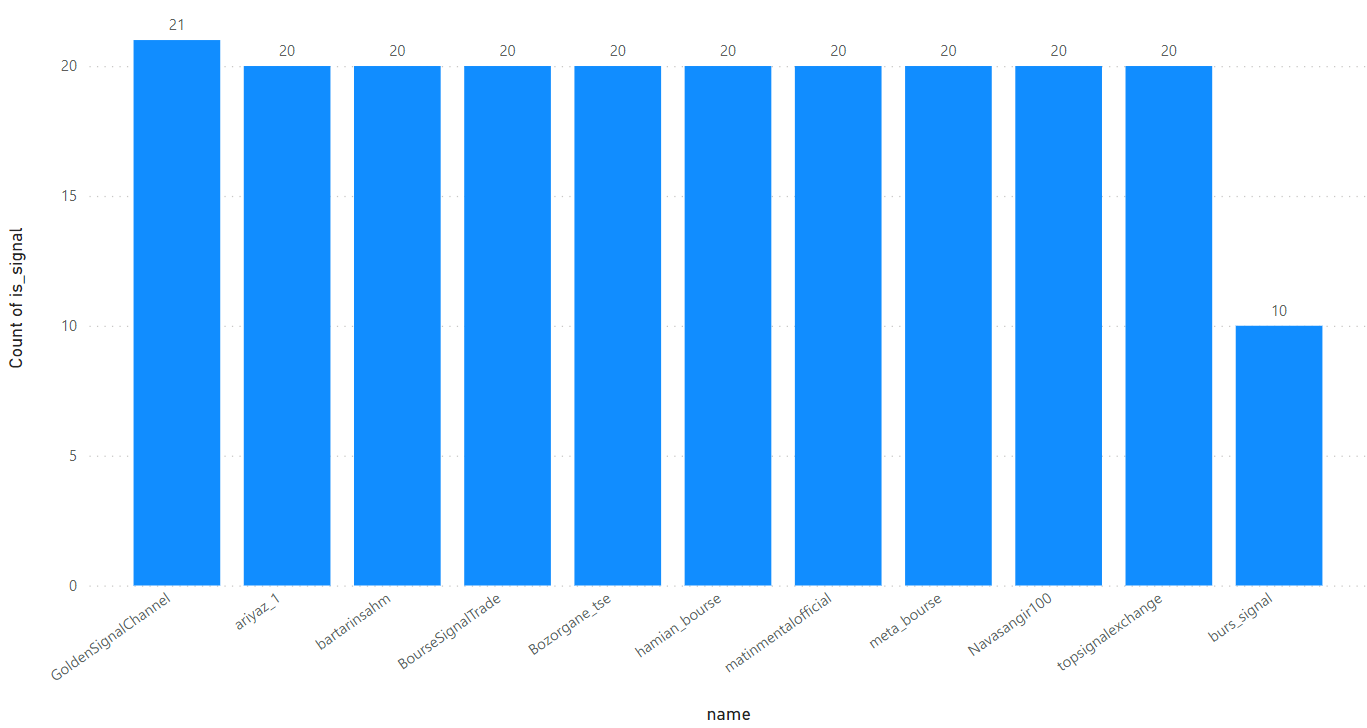 21
20 20 20 20 20 20 20 20 20
20
15
10
10
5
0
Count of is_signal
GoldenSignalChannel
ariyaz_1
bartarinsahm
BourseSignalTrade
Bozorgane_tse
hamian_bourse
matinmentalofficial
meta_bourse
Navasangir100
topsignalexchange
burs_signal
name